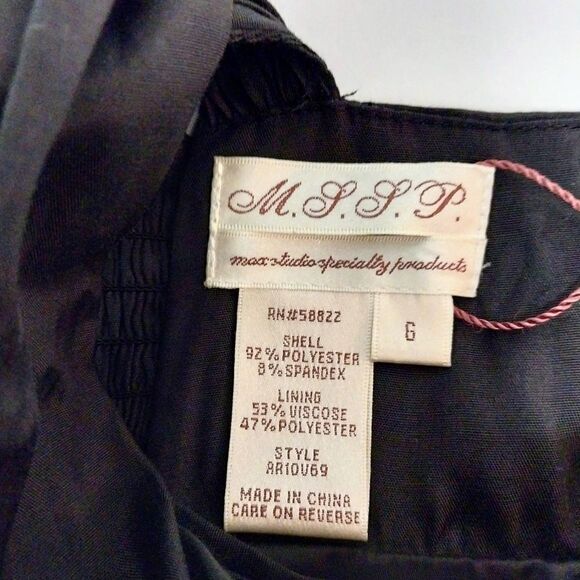 M.S.S.P.
max studio specialty products
RN#58822
6
SHELL
92% POLYESTER
8% SPANDEX
LINING
53% VISCOSE
47% POLYESTER
STYLE
AR10V69
MADE IN CHINA
CARE ON REVERSE